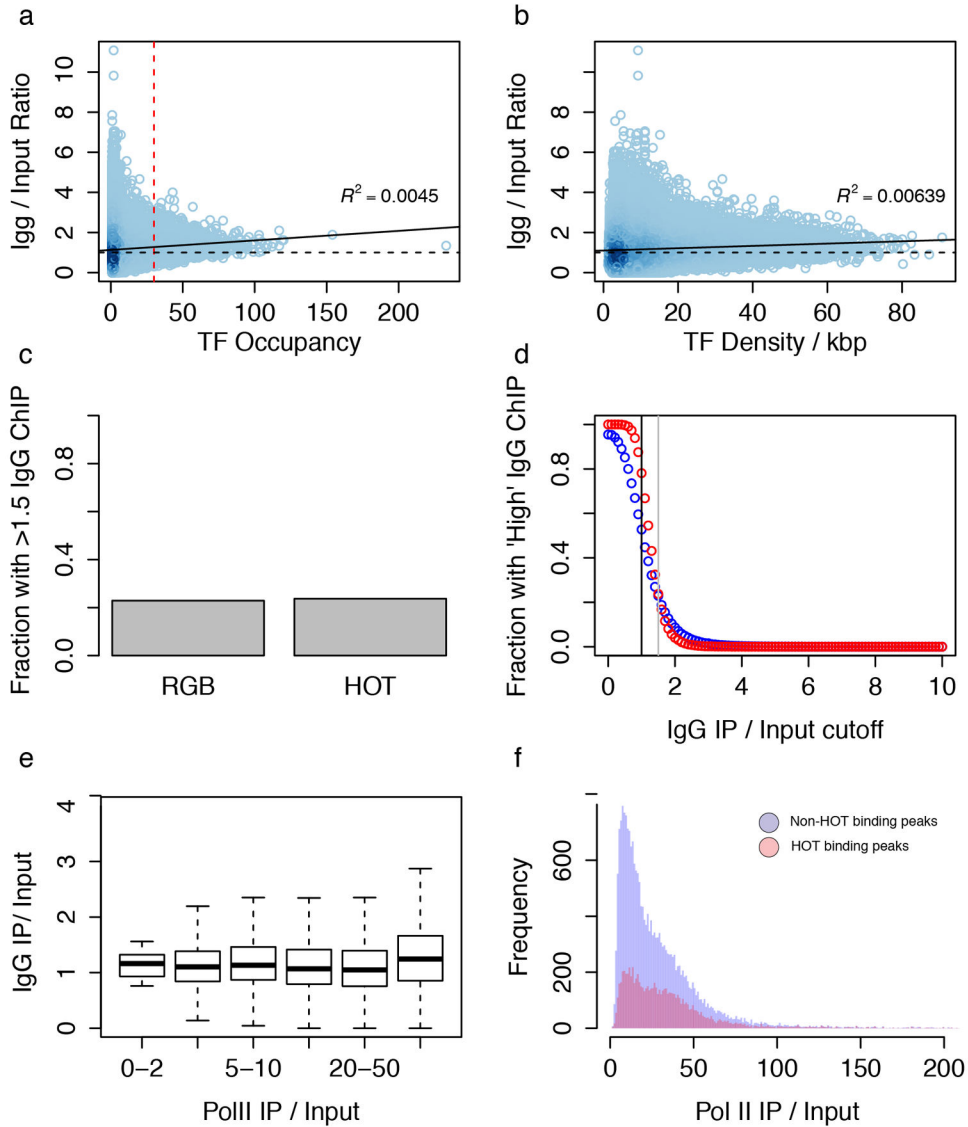 a
Igg / Input Ratio
10
8
6
4
2
0
R² = 0.0045
0 50 100 150 200
TF Occupancy
b
Igg / Input Ratio
8
6
4
2
0
R² = 0.00639
0 20 40 60 80
TF Density / kbp
c
Fraction with >1.5 IgG ChIP
0.8
0.4
0.0
RGB HOT
d
Fraction with 'High' IgG ChIP
0.8
0.4
0.0
0 2 4 6 8 10
IgG IP / Input cutoff
e
IgG IP/ Input
4
3
2
1
0
0−2 5−10 20−50
PolII IP / Input
f
Frequency
600
200
0
Non-HOT binding peaks
HOT binding peaks
0 50 100 150 200
Pol II IP / Input